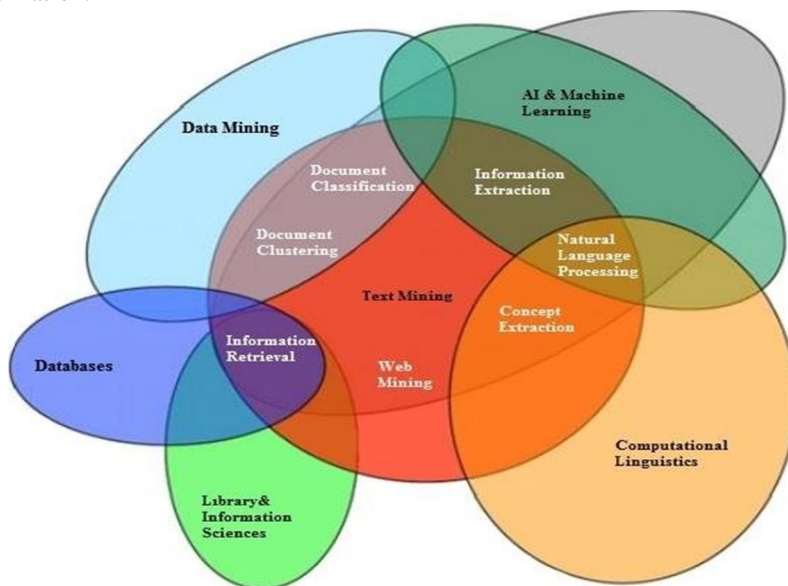 AI & Machine
Learning
Data Mining
Document
Classification
Information
Extraction
Document
Clustering
Natural
Language
Processing
Text Mining
Concept
Extraction
Information
Retrieval
Databases
Web
Mining
Computational
Linguistics
Library&
Information
Sciences